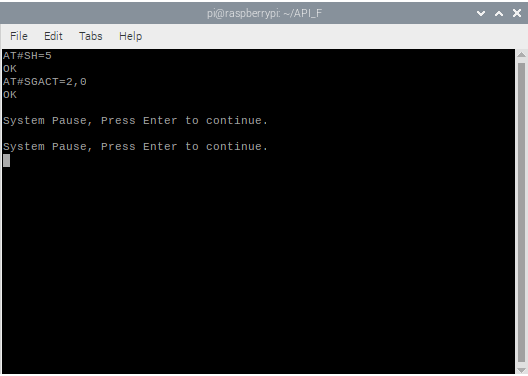 pi@raspberrypi: ~/API_F
File Edit Tabs Help
AT#SH=5
OK
AT#SGACT=2,0
OK
System Pause, Press Enter to continue.
System Pause, Press Enter to continue.